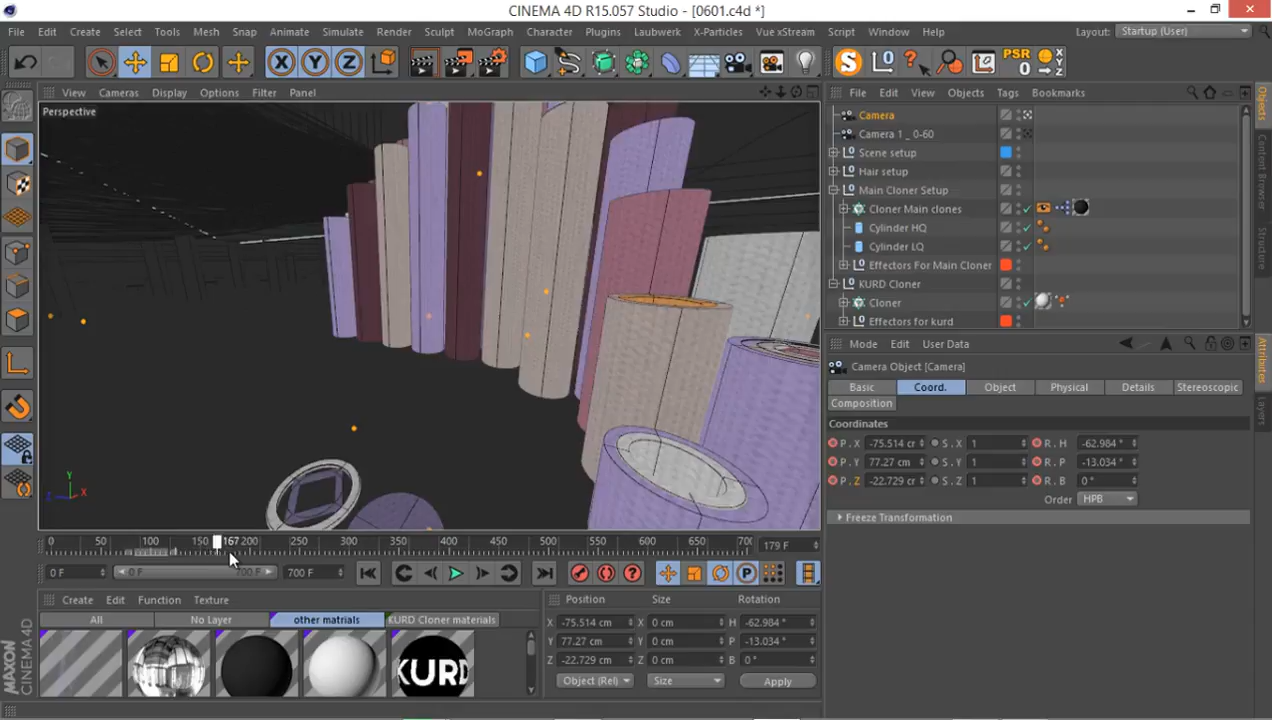 CINEMA 4D R15.057 Studio - [0601.c4d *]
File Edit Create Select Tools Mesh Snap Animate Simulate Render Sculpt MoGraph Character Plugins Laubwerk X-Particles Vue xStream Script Window Help Layout: Startup (User)
X Y Z S PSR 0
View Cameras Display Options Filter Panel
File Edit View Objects Tags Bookmarks
Perspective
Camera
Camera 1 _ 0-60
Scene setup
Hair setup
Main Cloner Setup
Cloner Main clones
Cylinder HQ
Cylinder LQ
Effectors For Main Cloner
KURD Cloner
Cloner
Effectors for kurd
Objects
Content Browser
Structure
Mode Edit User Data
Camera Object [Camera]
Basic Coord. Object Physical Details Stereoscopic
Composition
Coordinates
P . X -75.514 cr S . X 1 R . H -62.984 °
P . Y 77.27 cm S . Y 1 R . P -13.034 °
P . Z -22.729 cr S . Z 1 R . B 0 °
Order HPB
Freeze Transformation
Attributes
Layers
Y
Z X
0 50 100 150 167 200 250 300 350 400 450 500 550 600 650 700 179 F
0 F 0 F 700 F 700 F
Create Edit Function Texture
All No Layer other matrials KURD Cloner materials
KURD
Position Size Rotation
X -75.514 cm X 0 cm H -62.984 °
Y 77.27 cm Y 0 cm P -13.034 °
Z -22.729 cm Z 0 cm B 0 °
Object (Rel) Size Apply
MAXON
CINEMA 4D